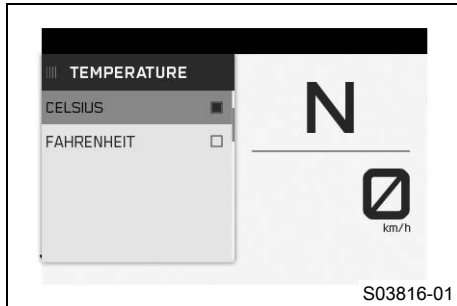 TEMPERATURE
CELSIUS
FAHRENHEIT
N
0
km/h
S03816-01